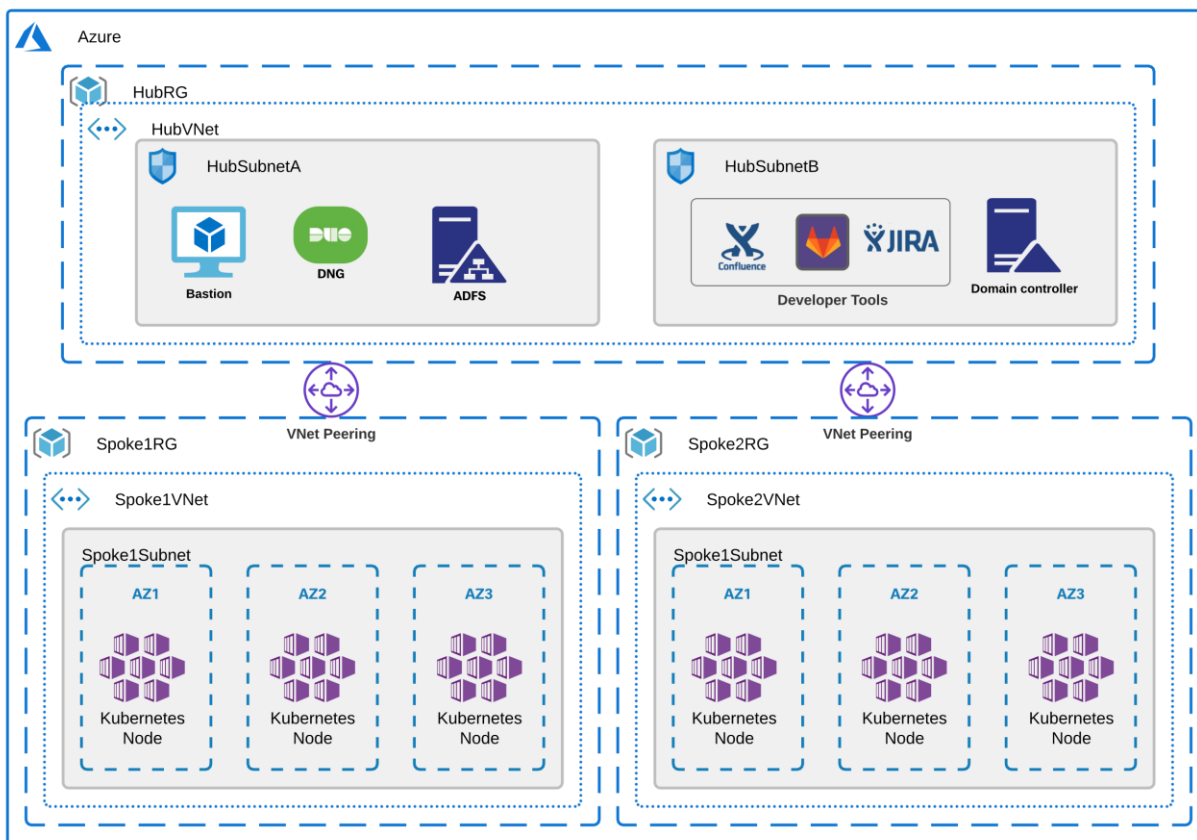 Azure
HubRG
HubVNet
HubSubnetA
HubSubnetB
DUO
DNG
Bastion
ADFS
Confluence
JIRA
Developer Tools
Domain controller
VNet Peering
VNet Peering
Spoke1RG
Spoke1VNet
Spoke1Subnet
AZ1
AZ2
AZ3
Kubernetes
Node
Kubernetes
Node
Kubernetes
Node
Spoke2RG
Spoke2VNet
Spoke1Subnet
AZ1
AZ2
AZ3
Kubernetes
Node
Kubernetes
Node
Kubernetes
Node